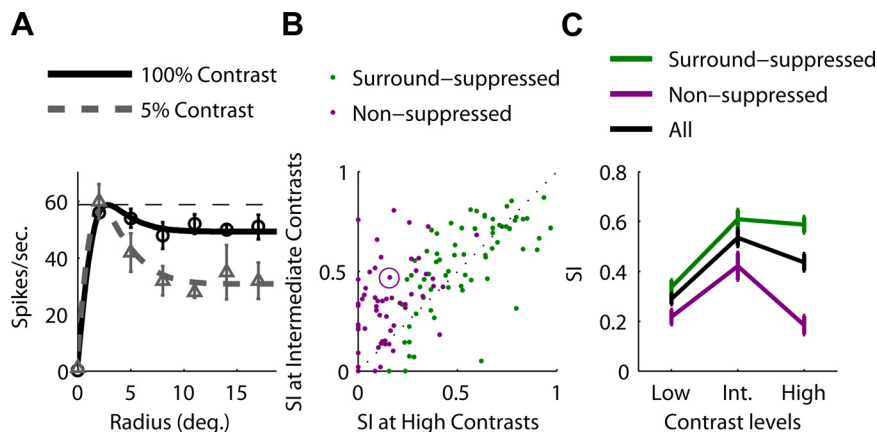 A
100% Contrast
5% Contrast
60
40
20
0
Spikes/sec.
0 5 10 15
Radius (deg.)
B
Surround−suppressed
Non−suppressed
1
0.5
0
SI at Intermediate Contrasts
0.5 1
SI at High Contrasts
C
Surround−suppressed
Non−suppressed
All
0.8
0.6
0.4
0.2
0
SI
Low Int. High
Contrast levels